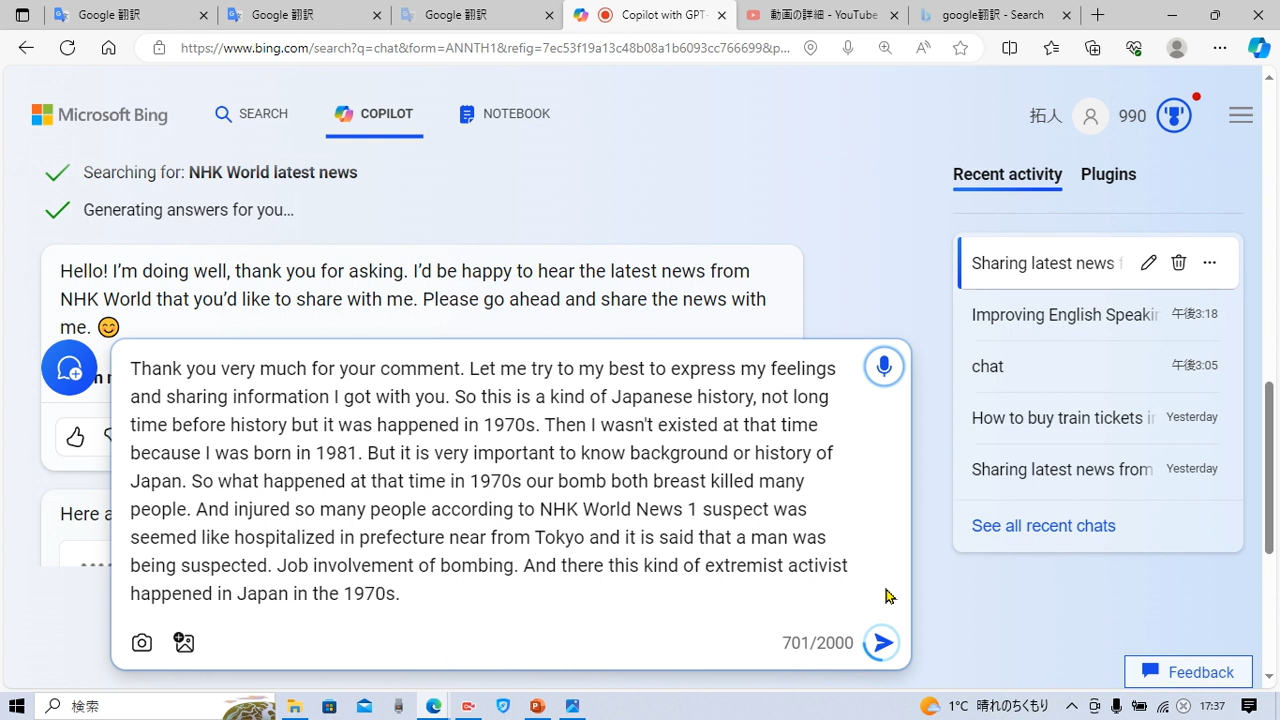 Google 翻訳
Google 翻訳
Google 翻訳
Copilot with GPT-
動画の詳細 - YouTube
google翻訳 - Search
https://www.bing.com/search?q=chat&form=ANNTH1&refig=7c53f19a13c48b08a1b6093cc766699&p...
Microsoft Bing
SEARCH
COPILOT
NOTEBOOK
拓人
990
Searching for: NHK World latest news
Generating answers for you...
Recent activity
Plugins
Hello! I'm doing well, thank you for asking. I'd be happy to hear the latest news from
NHK World that you'd like to share with me. Please go ahead and share the news with
me. 😊
Sharing latest news f
Improving English Speakin
午後3:18
chat
午後3:05
How to buy train tickets i
Yesterday
Sharing latest news from
Yesterday
See all recent chats
Thank you very much for your comment. Let me try to my best to express my feelings
and sharing information I got with you. So this is a kind of Japanese history, not long
time before history but it was happened in 1970s. Then I wasn't existed at that time
because I was born in 1981. But it is very important to know background or history of
Japan. So what happened at that time in 1970s our bomb both breast killed many
people. And injured so many people according to NHK World News 1 suspect was
seemed like hospitalized in prefecture near from Tokyo and it is said that a man was
being suspected. Job involvement of bombing. And there this kind of extremist activist
happened in Japan in the 1970s.
Here a
701/2000
Feedback
検索
1°C 晴れのちくもり
17:37